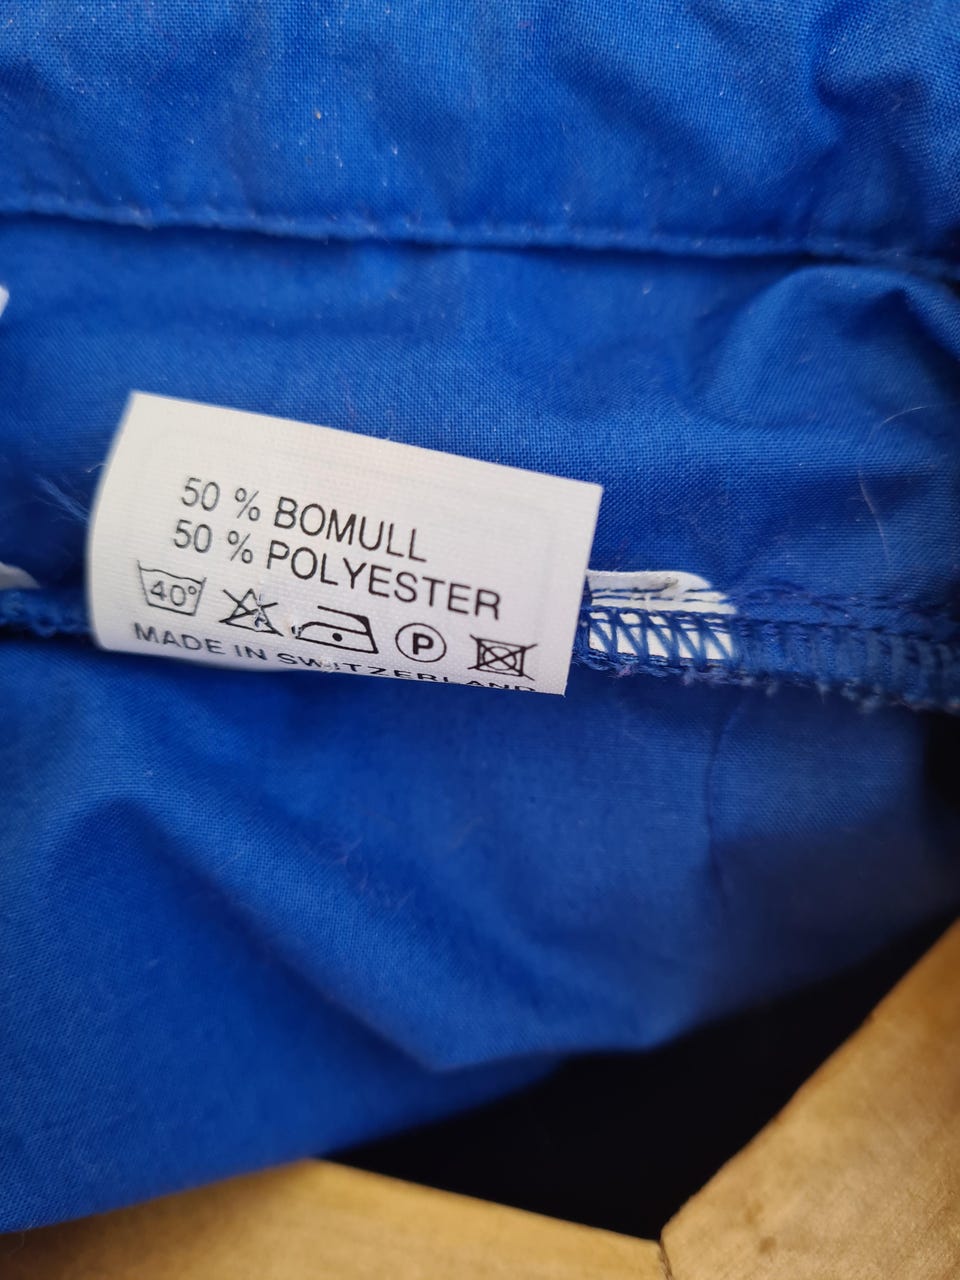 50 % BOMULL
50 % POLYESTER
40° P
MADE IN SWITZERLAND